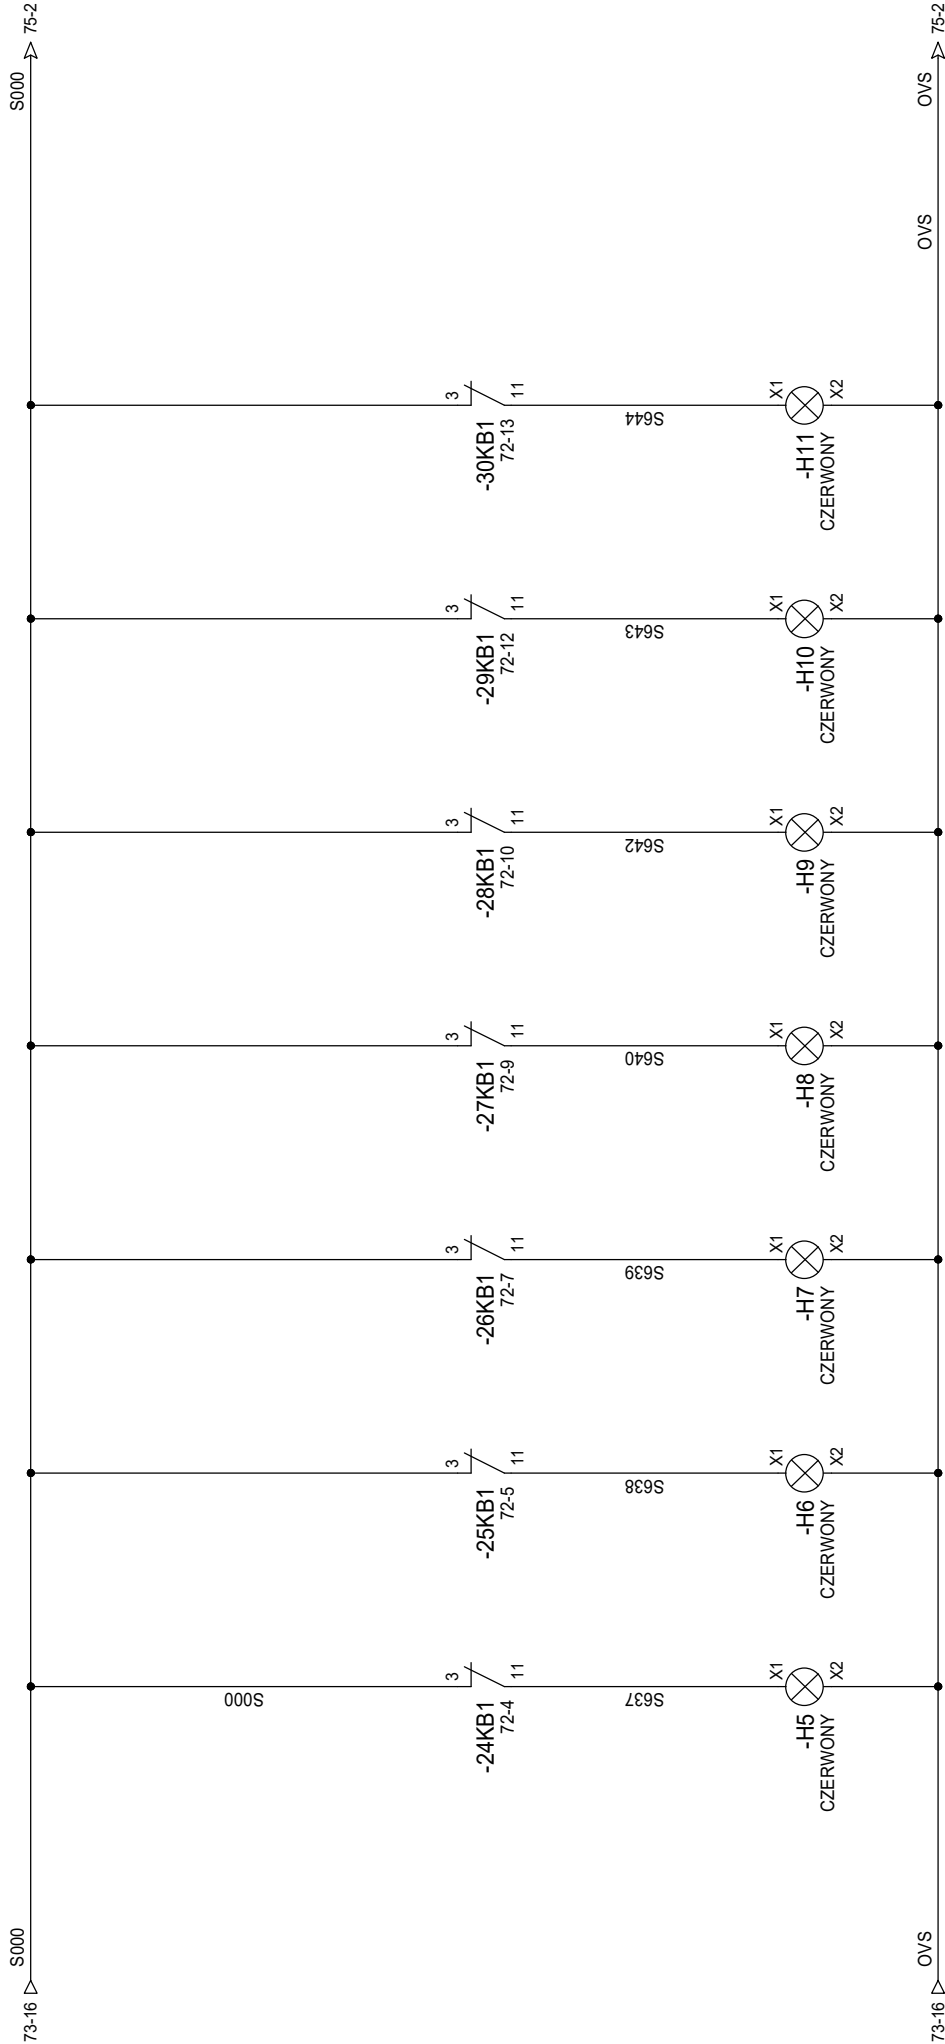 73-16 S000 S000 75-2
S000
3 3 3 3 3 3 3
-24KB1 -25KB1 -26KB1 -27KB1 -28KB1 -29KB1 -30KB1
72-4 72-5 72-7 72-9 72-10 72-12 72-13
11 11 11 11 11 11 11
S637 S638 S639 S640 S642 S643 S644
X1 X1 X1 X1 X1 X1 X1
-H5 -H6 -H7 -H8 -H9 -H10 -H11
CZERWONY CZERWONY CZERWONY CZERWONY CZERWONY CZERWONY CZERWONY
X2 X2 X2 X2 X2 X2 X2
73-16 OVS OVS OVS 75-2